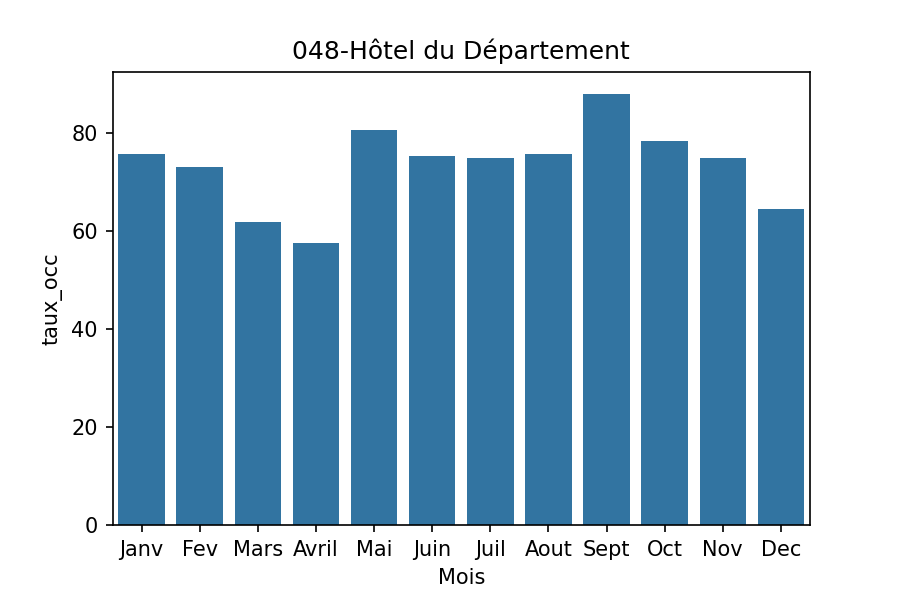 048-Hôtel du Département
taux_occ
80
60
40
20
0
Janv Fev Mars Avril Mai Juin Juil Aout Sept Oct Nov Dec
Mois